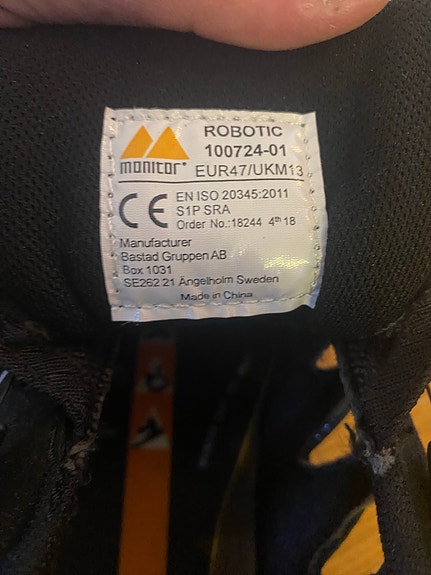 ROBOTIC
100724-01
monitor®
EUR47/UKM13
CE
EN ISO 20345:2011
S1P SRA
Order No.:18244 4th 18
Manufacturer
Bastad Gruppen AB
Box 1031
SE262 21 Ängelholm Sweden
Made in China